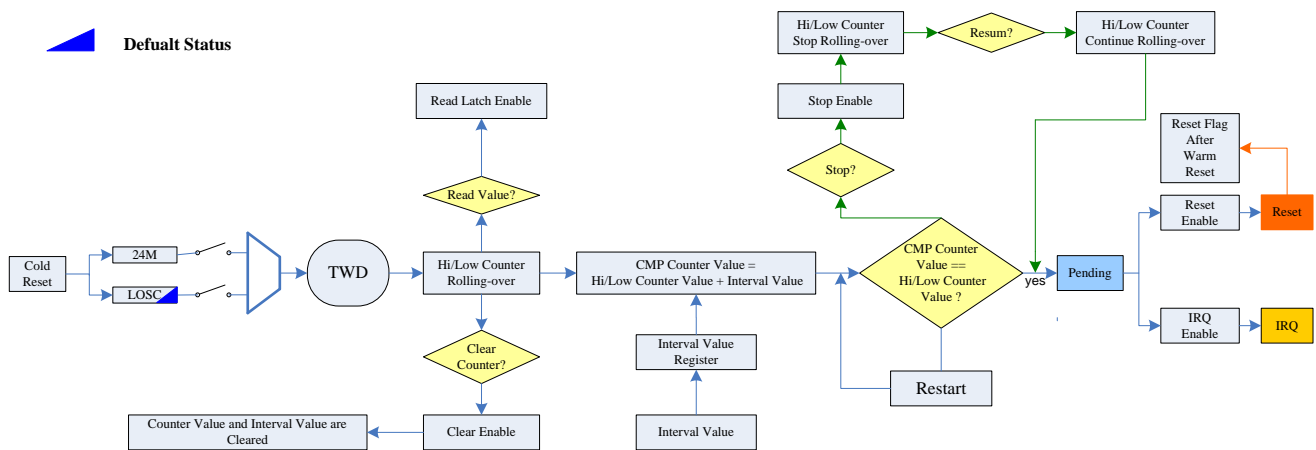 Defualt Status
Hi/Low Counter
Stop Rolling-over
Resum?
Hi/Low Counter
Continue Rolling-over
Read Latch Enable
Stop Enable
Reset Flag
After
Warm
Reset
Stop?
Read Value?
Reset
Enable
Reset
Cold
Reset
24M
LOSC
TWD
Hi/Low Counter
Rolling-over
CMP Counter Value =
Hi/Low Counter Value + Interval Value
CMP Counter
Value ==
Hi/Low Counter
Value ?
yes
Pending
IRQ
Enable
IRQ
Clear
Counter?
Interval Value
Register
Restart
Counter Value and Interval Value are
Cleared
Clear Enable
Interval Value